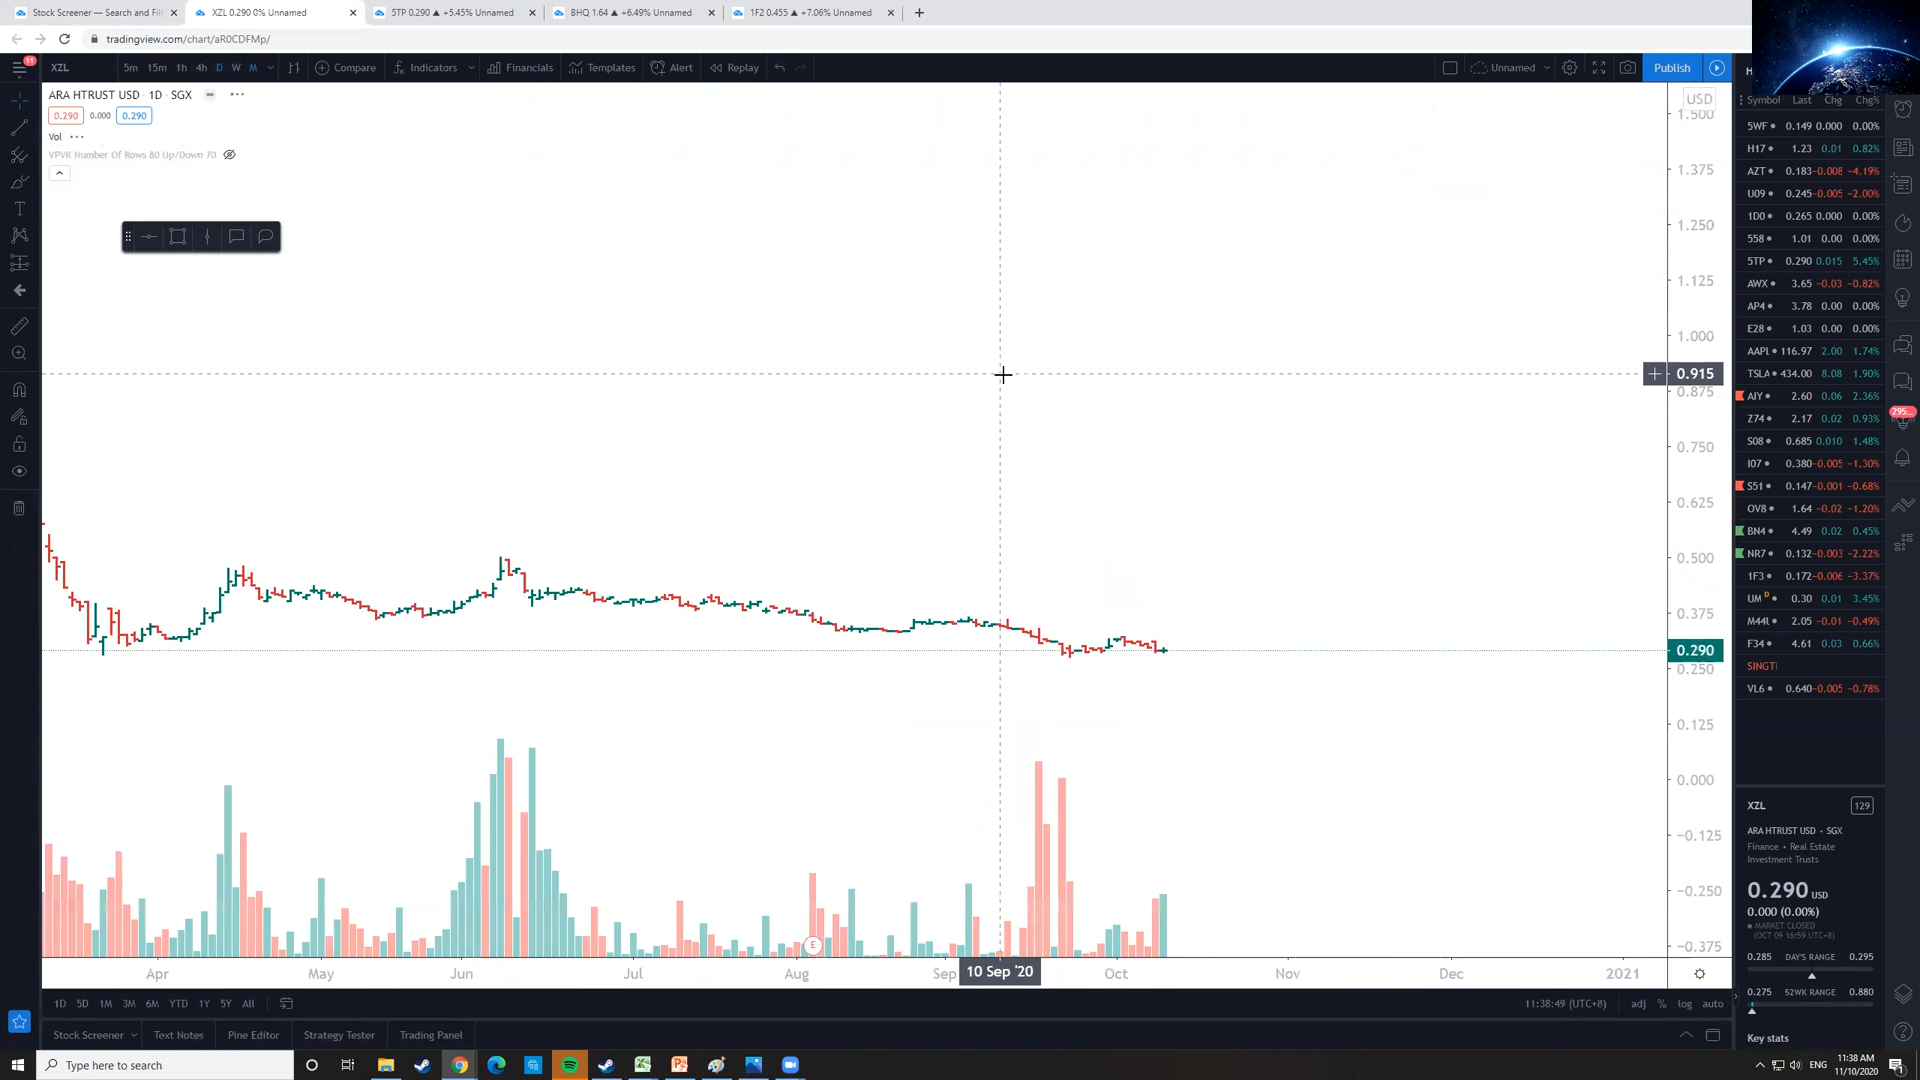 Stock Screener — Search and Filt
XZL 0.290 0% Unnamed
5TP 0.290 ▲ +5.45% Unnamed
BHQ 1.64 ▲ +6.49% Unnamed
1F2 0.455 ▲ +7.06% Unnamed
tradingview.com/chart/aR0CDFMp/
11
XZL 5m 15m 1h 4h D W M Compare Indicators Financials Templates Alert Replay Unnamed Publish
ARA HTRUST USD · 1D · SGX
0.290 0.000 0.290
Vol
VPVR Number Of Rows 80 Up/Down 70
USD
1.500
1.375
1.250
1.125
1.000
0.915
0.875
0.750
0.625
0.500
0.375
0.290
0.250
0.125
0.000
-0.125
-0.250
-0.375
E
Apr May Jun Jul Aug Sep 10 Sep '20 Oct Nov Dec 2021
1D 5D 1M 3M 6M YTD 1Y 5Y All
11:38:49 (UTC+8) adj % log auto
Stock Screener Text Notes Pine Editor Strategy Tester Trading Panel
Symbol Last Chg Chg%
5WF 0.149 0.000 0.00%
H17 1.23 0.01 0.82%
AZT 0.183 -0.008 -4.19%
U09 0.245 -0.005 -2.00%
1D0 0.265 0.000 0.00%
558 1.01 0.00 0.00%
5TP 0.290 0.015 5.45%
AWX 3.65 -0.03 -0.82%
AP4 3.78 0.00 0.00%
E28 1.03 0.00 0.00%
AAPL 116.97 2.00 1.74%
TSLA 434.00 8.08 1.90%
AIY 2.60 0.06 2.36%
Z74 2.17 0.02 0.93%
S08 0.685 0.010 1.48%
I07 0.380 -0.005 -1.30%
S51 0.147 -0.001 -0.68%
OV8 1.64 -0.02 -1.20%
BN4 4.49 0.02 0.45%
NR7 0.132 -0.003 -2.22%
1F3 0.172 -0.006 -3.37%
UM D 0.30 0.01 3.45%
M44U 2.05 -0.01 -0.49%
F34 4.61 0.03 0.66%
SINGT
VL6 0.640 -0.005 -0.78%
295...
XZL 129
ARA HTRUST USD • SGX
Finance • Real Estate
Investment Trusts
0.290 USD
0.000 (0.00%)
MARKET CLOSED
(OCT 09 16:59 UTC+8)
0.285 DAY'S RANGE 0.295
0.275 52WK RANGE 0.880
Key stats
Type here to search
ENG
11:38 AM
11/10/2020